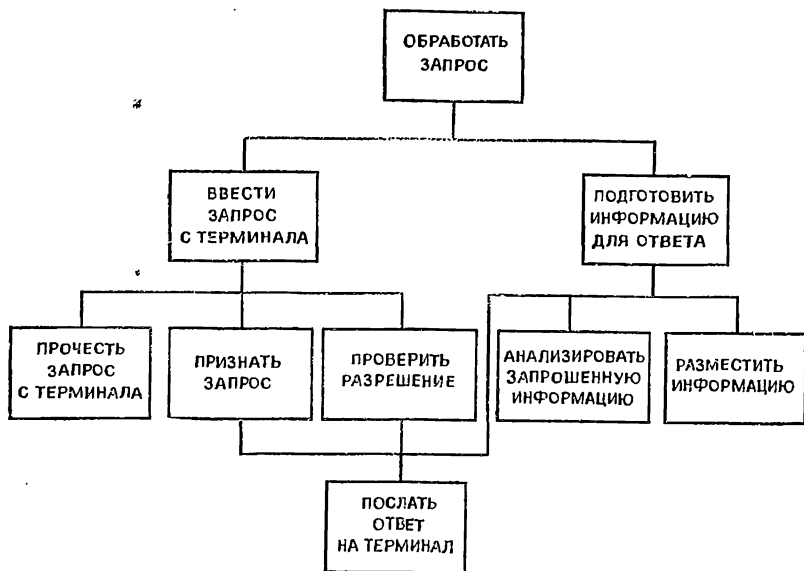 ОБРАБОТАТЬ
ЗАПРОС
ВВЕСТИ
ЗАПРОС
С ТЕРМИНАЛА
ПОДГОТОВИТЬ
ИНФОРМАЦИЮ
ДЛЯ ОТВЕТА
ПРОЧЕСТЬ
ЗАПРОС
С ТЕРМИНАЛА
ПРИЗНАТЬ
ЗАПРОС
ПРОВЕРИТЬ
РАЗРЕШЕНИЕ
АНАЛИЗИРОВАТЬ
ЗАПРОШЕННУЮ
ИНФОРМАЦИЮ
РАЗМЕСТИТЬ
ИНФОРМАЦИЮ
ПОСЛАТЬ
ОТВЕТ
НА ТЕРМИНАЛ